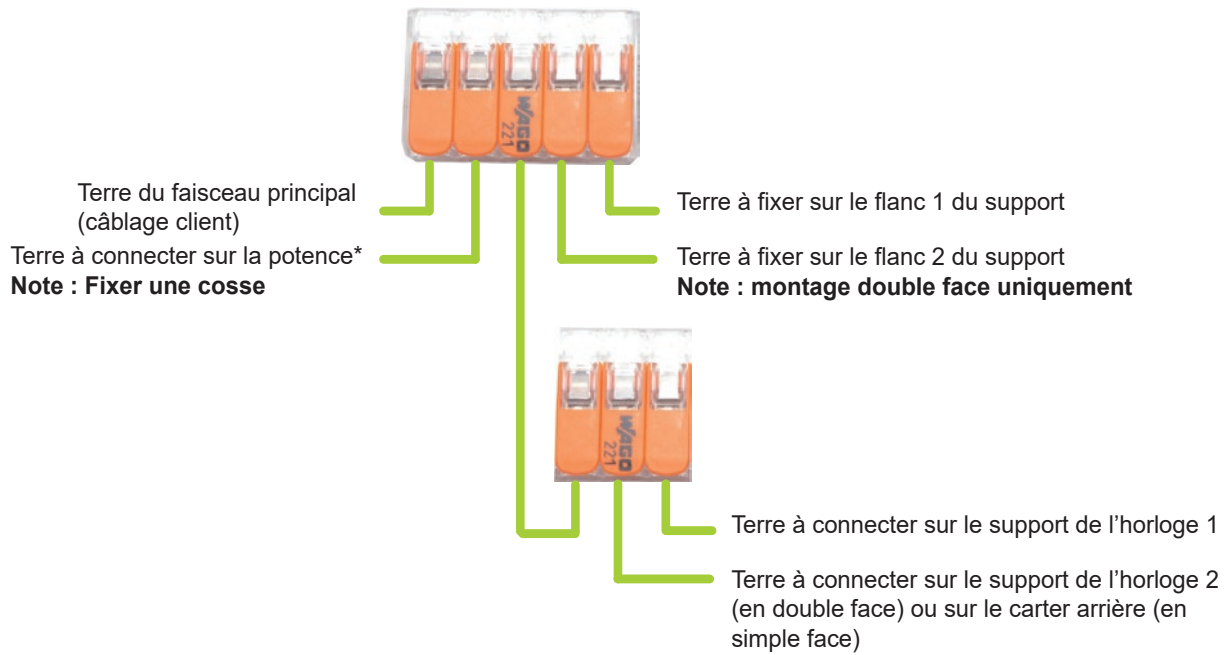 WAGO
221
Terre du faisceau principal
(câblage client)
Terre à connecter sur la potence*
Note : Fixer une cosse
Terre à fixer sur le flanc 1 du support
Terre à fixer sur le flanc 2 du support
Note : montage double face uniquement
WAGO
221
Terre à connecter sur le support de l’horloge 1
Terre à connecter sur le support de l’horloge 2
(en double face) ou sur le carter arrière (en
simple face)